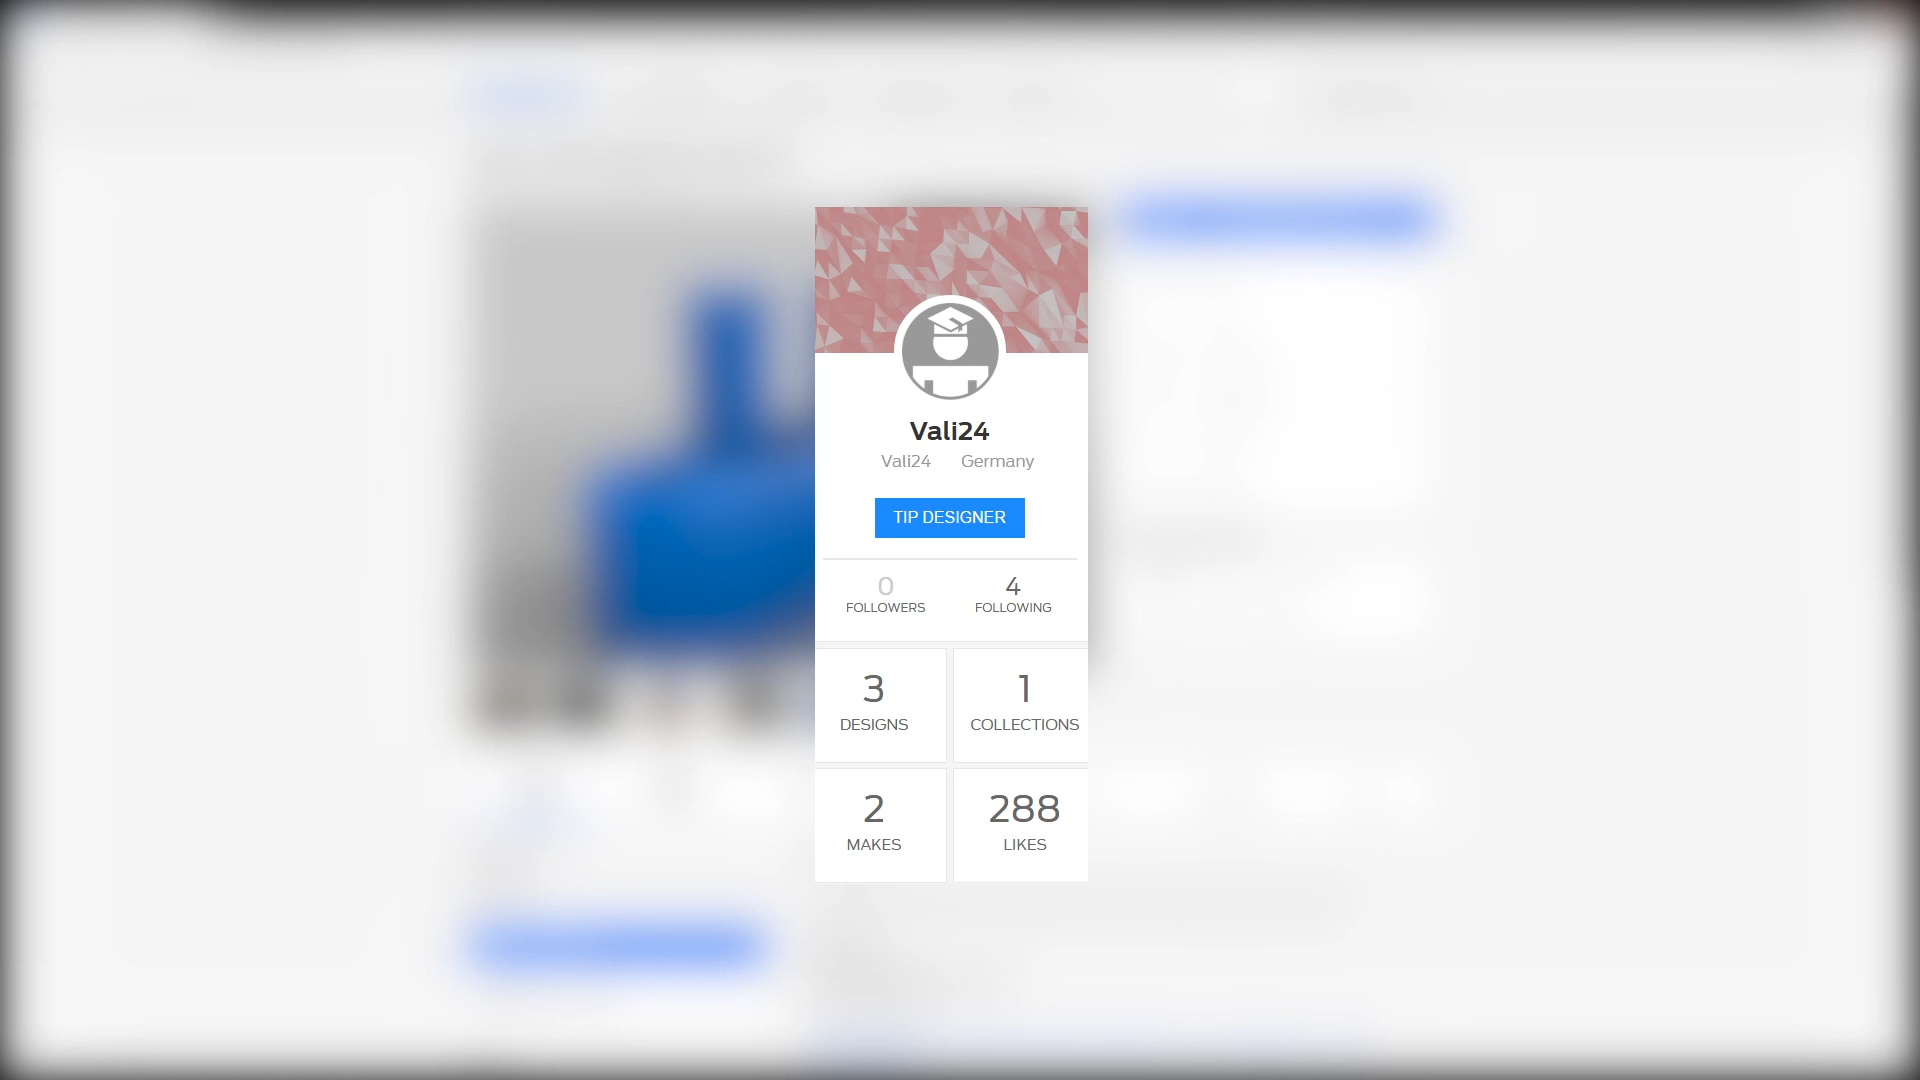 Vali24
Vali24 Germany
TIP DESIGNER
0 4
FOLLOWERS FOLLOWING
3 1
DESIGNS COLLECTIONS
2 288
MAKES LIKES